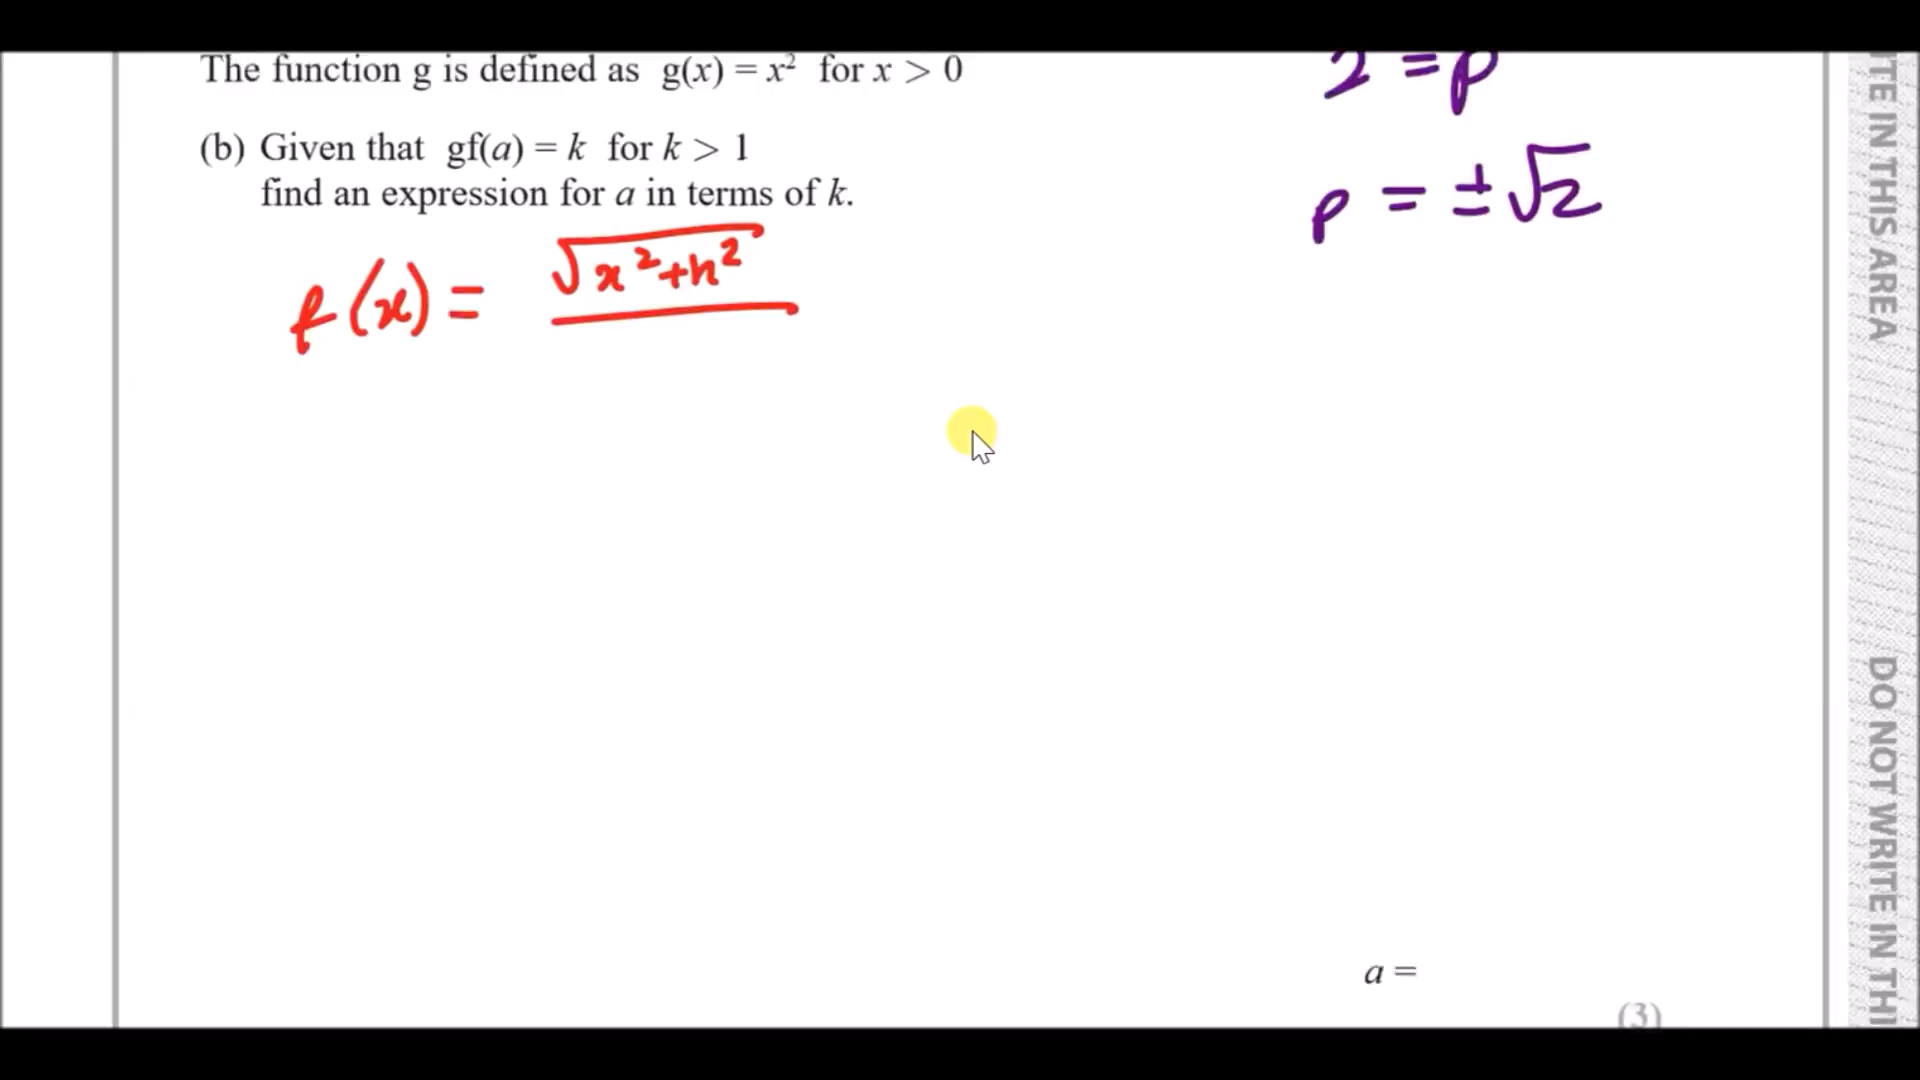 The function g is defined as g(x) = x² for x > 0
2 = p
(b) Given that gf(a) = k for k > 1
find an expression for a in terms of k.
p = ±√2
f(x) = √x²+n²
a =
(3)
TE IN THIS AREA
DO NOT WRITE IN THI